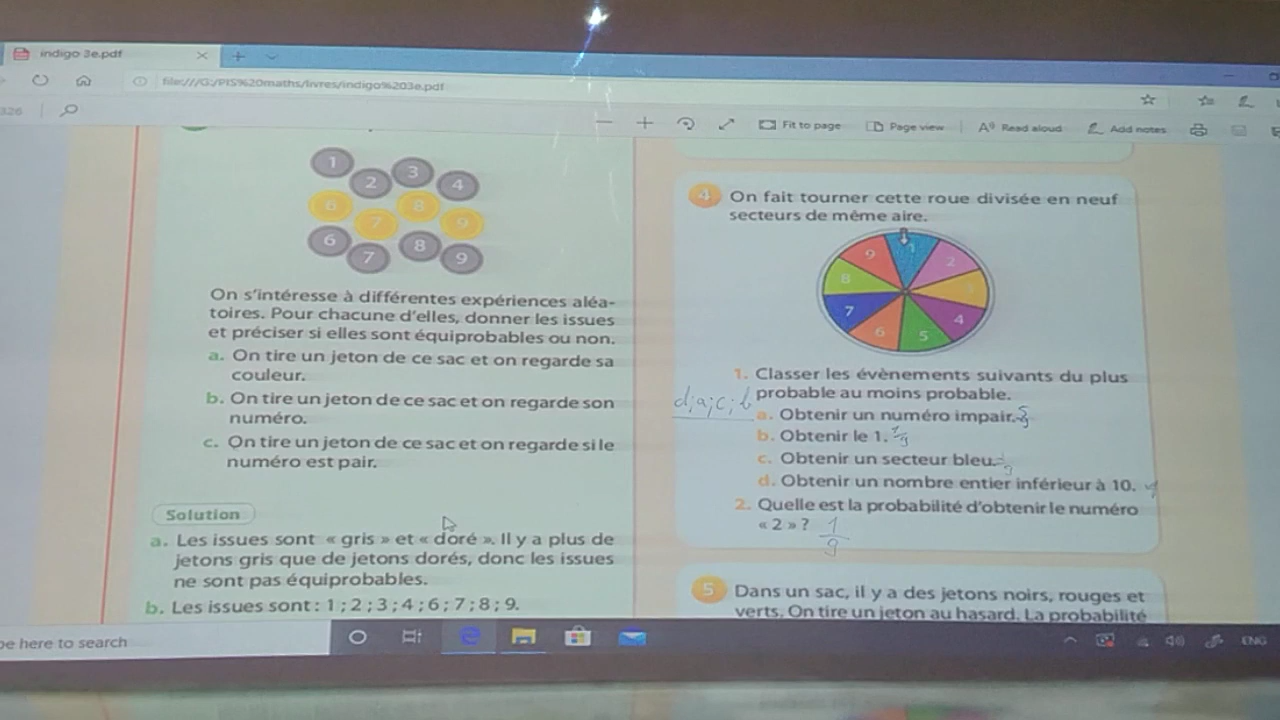 indigo 3e.pdf
file:///G:/PIS%20maths/livres/indigo%203e.pdf
326
Fit to page
Page view
Read aloud
Add notes
1
3
2
4
6
8
7
9
6
8
7
9
On s'intéresse à différentes expériences aléa-
toires. Pour chacune d'elles, donner les issues
et préciser si elles sont équiprobables ou non.
a. On tire un jeton de ce sac et on regarde sa
couleur.
b. On tire un jeton de ce sac et on regarde son
numéro.
c. On tire un jeton de ce sac et on regarde si le
numéro est pair.
Solution
a. Les issues sont « gris » et « doré ». Il y a plus de
jetons gris que de jetons dorés, donc les issues
ne sont pas équiprobables.
b. Les issues sont : 1 ; 2 ; 3 ; 4 ; 6 ; 7 ; 8 ; 9.
4 On fait tourner cette roue divisée en neuf
secteurs de même aire.
1
2
3
4
5
6
7
8
9
1. Classer les évènements suivants du plus
probable au moins probable.
d;a;c;b
a. Obtenir un numéro impair. 5/9
b. Obtenir le 1. 1/9
c. Obtenir un secteur bleu.
d. Obtenir un nombre entier inférieur à 10.
2. Quelle est la probabilité d'obtenir le numéro
« 2 » ? 1/9
5 Dans un sac, il y a des jetons noirs, rouges et
verts. On tire un jeton au hasard. La probabilité
pe here to search
ENG